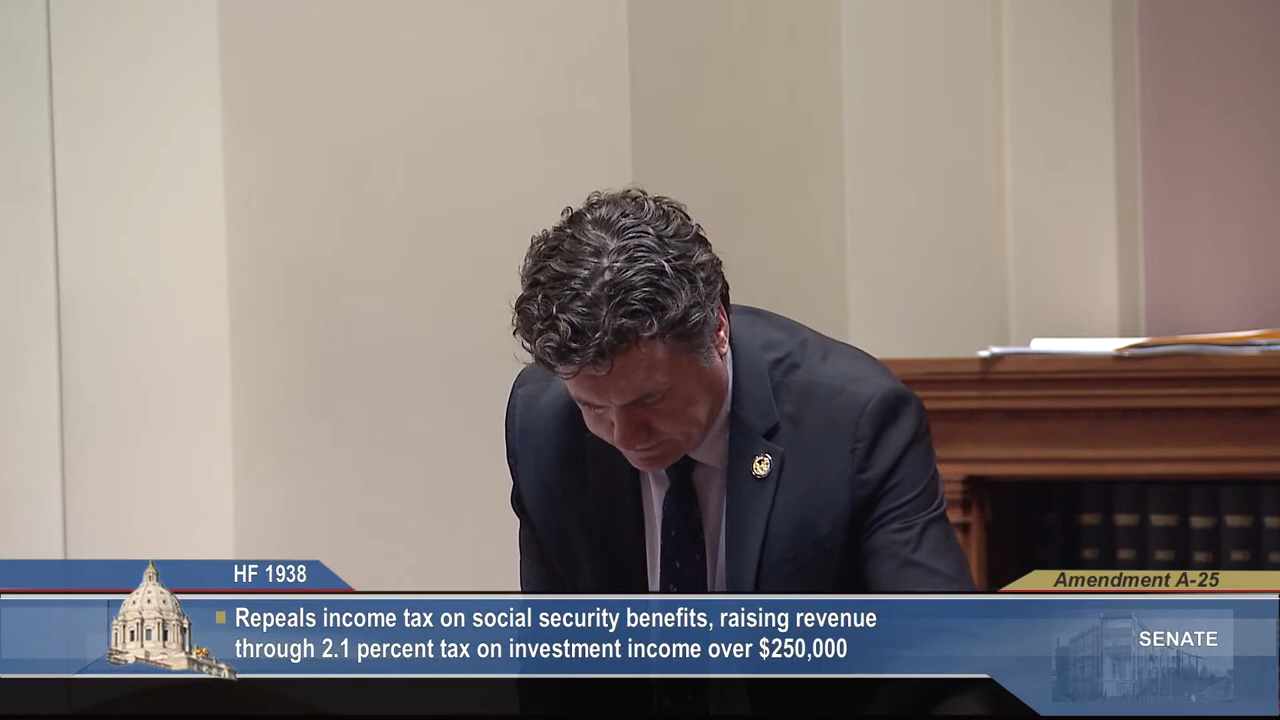 HF 1938
Amendment A-25
Repeals income tax on social security benefits, raising revenue
through 2.1 percent tax on investment income over $250,000
SENATE